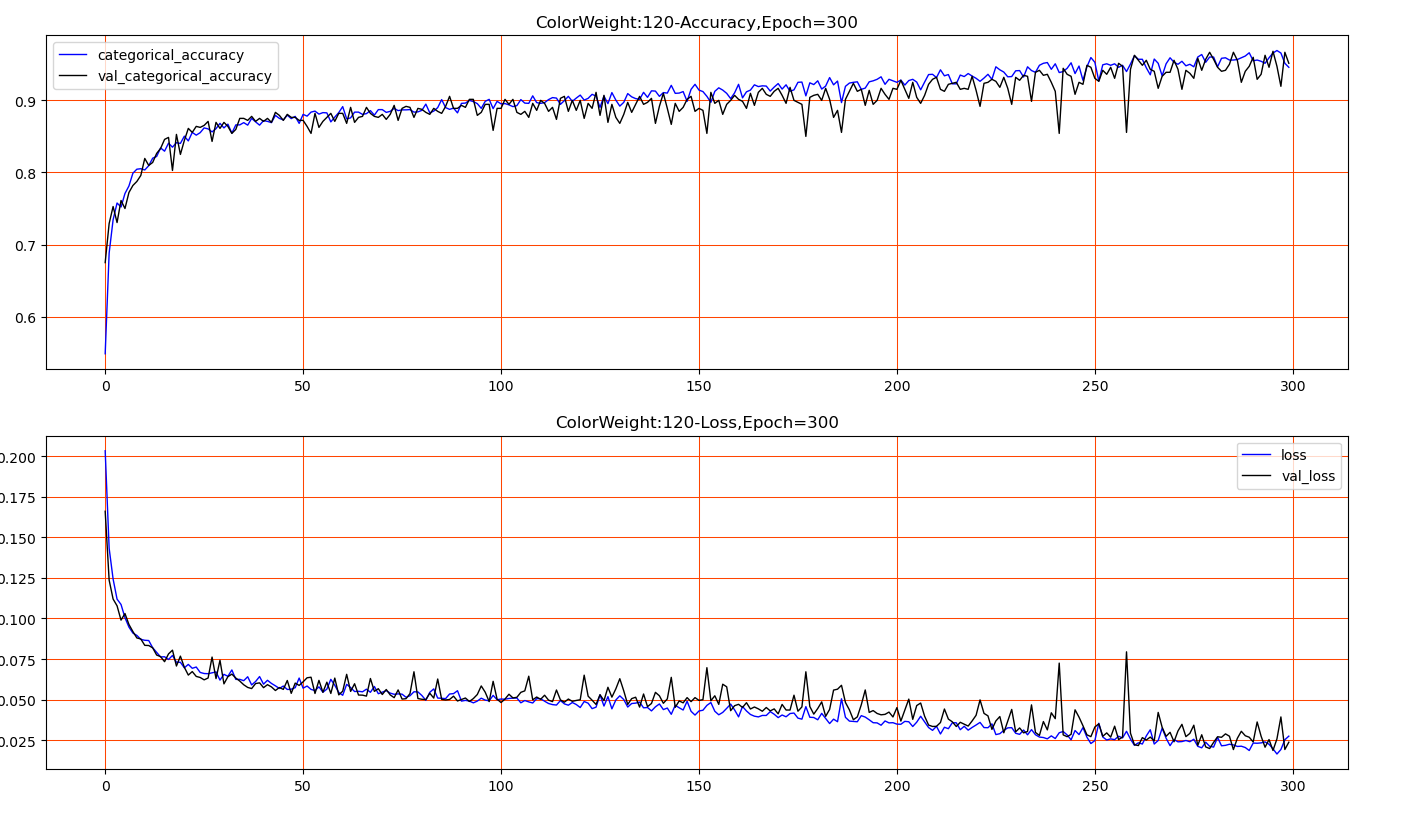 ColorWeight:120-Accuracy,Epoch=300
categorical_accuracy
val_categorical_accuracy
0.9
0.8
0.7
0.6
0 50 100 150 200 250 300
ColorWeight:120-Loss,Epoch=300
loss
val_loss
0.200
0.175
0.150
0.125
0.100
0.075
0.050
0.025
0 50 100 150 200 250 300